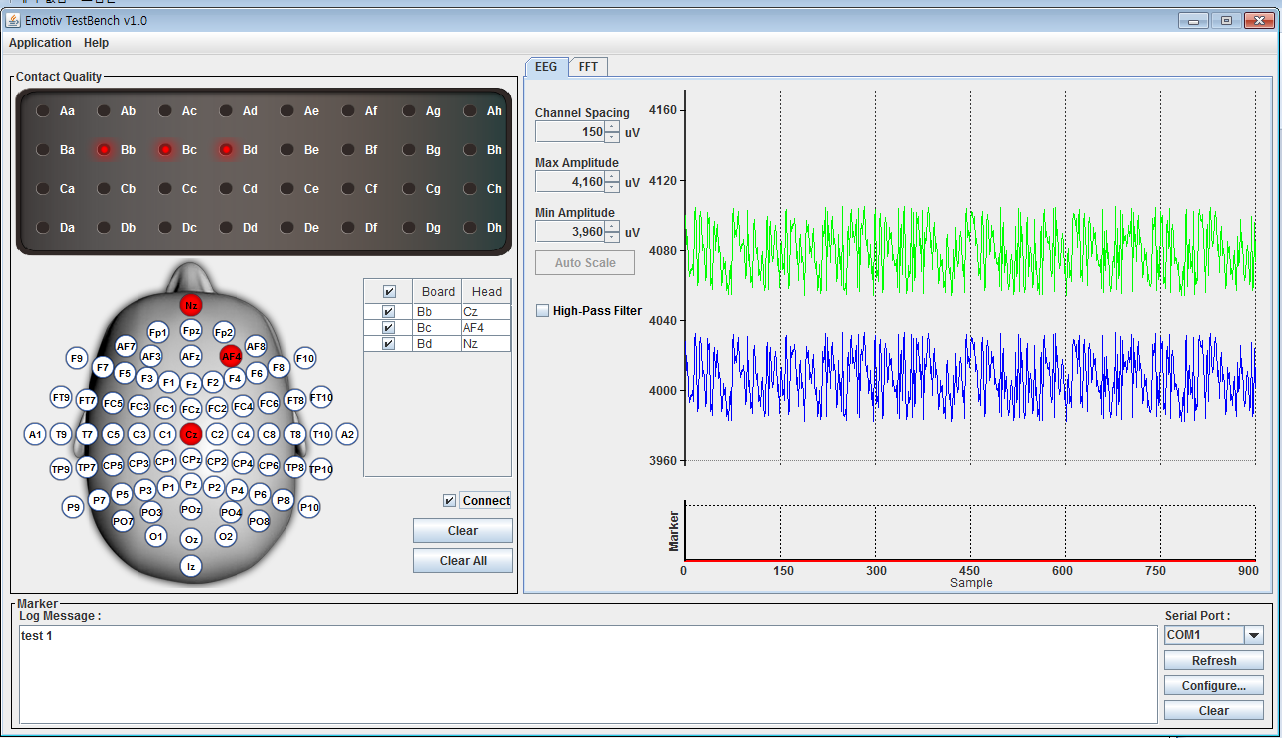 Emotiv TestBench v1.0
Application Help
Contact Quality
Aa Ab Ac Ad Ae Af Ag Ah
Ba Bb Bc Bd Be Bf Bg Bh
Ca Cb Cc Cd Ce Cf Cg Ch
Da Db Dc Dd De Df Dg Dh
Nz
Fp1 Fpz Fp2
AF7 AF3 AFz AF4 AF8
F9 F7 F5 F3 F1 Fz F2 F4 F6 F8 F10
FT9 FT7 FC5 FC3 FC1 FCz FC2 FC4 FC6 FT8 FT10
A1 T9 T7 C5 C3 C1 Cz C2 C4 C8 T8 T10 A2
TP9 TP7 CP5 CP3 CP1 CPz CP2 CP4 CP6 TP8 TP10
P9 P7 P5 P3 P1 Pz P2 P4 P6 P8 P10
PO7 PO3 POz PO4 PO8
O1 Oz O2
Iz
Board Head
Bb Cz
Bc AF4
Bd Nz
Connect
Clear
Clear All
EEG FFT
Channel Spacing
150 uV
Max Amplitude
4,160 uV
Min Amplitude
3,960 uV
Auto Scale
High-Pass Filter
4160
4120
4080
4040
4000
3960
Marker
0 150 300 450 600 750 900
Sample
Marker
Log Message :
test 1
Serial Port :
COM1
Refresh
Configure...
Clear